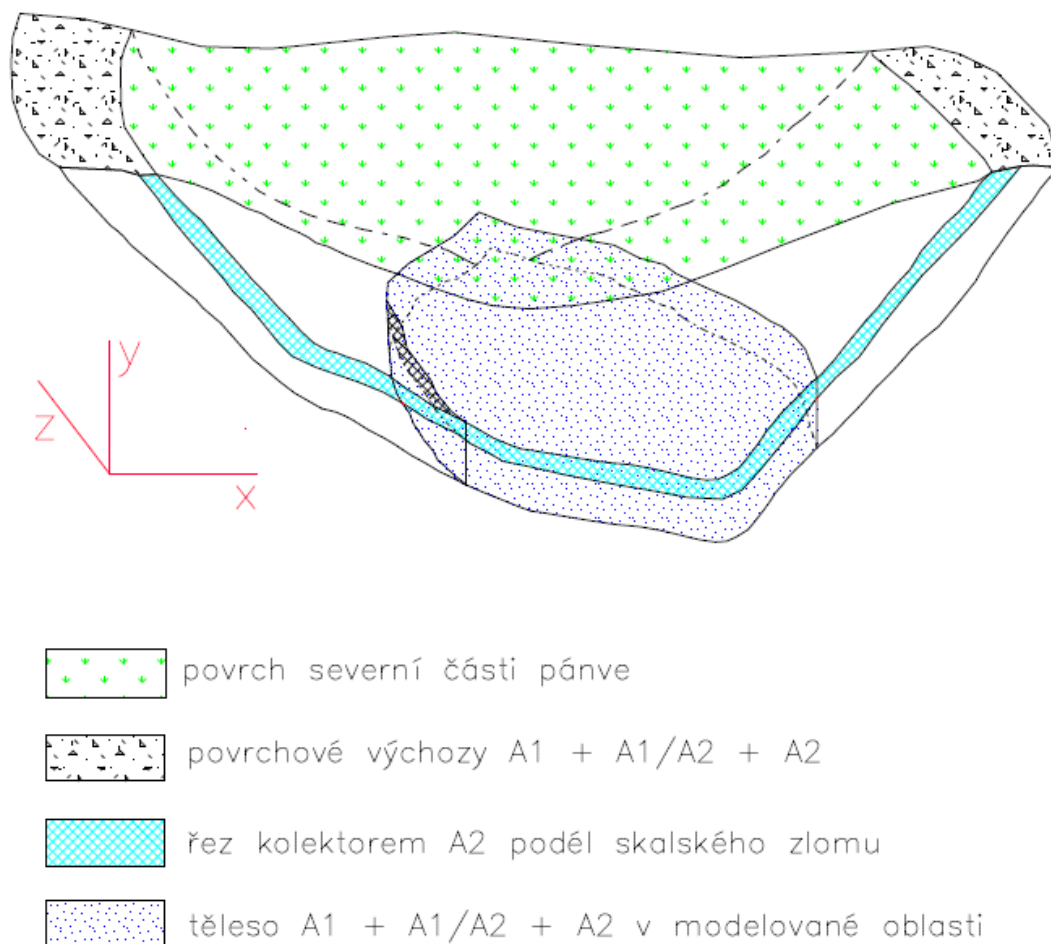 y
z
x
povrch severní části pánve
povrchové výchozy A1 + A1/A2 + A2
řez kolektorem A2 podél skalského zlomu
těleso A1 + A1/A2 + A2 v modelované oblasti